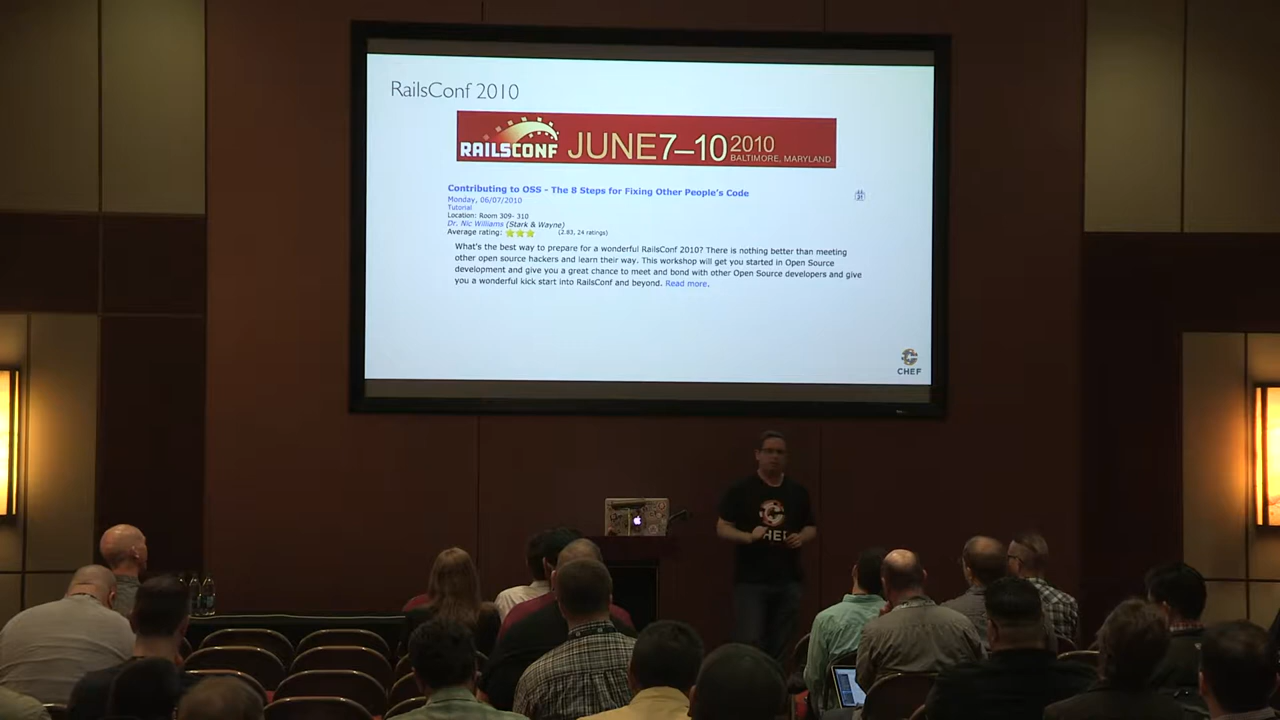 RailsConf 2010
RAILSCONF JUNE 7–10 2010
BALTIMORE, MARYLAND
Contributing to OSS - The 8 Steps for Fixing Other People's Code
Monday, 06/07/2010
Tutorial
Location: Room 309- 310
Dr. Nic Williams (Stark & Wayne)
Average rating: (2.83, 24 ratings)
What's the best way to prepare for a wonderful RailsConf 2010? There is nothing better than meeting
other open source hackers and learn their way. This workshop will get you started in Open Source
development and give you a great chance to meet and bond with other Open Source developers and give
you a wonderful kick start into RailsConf and beyond. Read more.
CHEF
CHEF